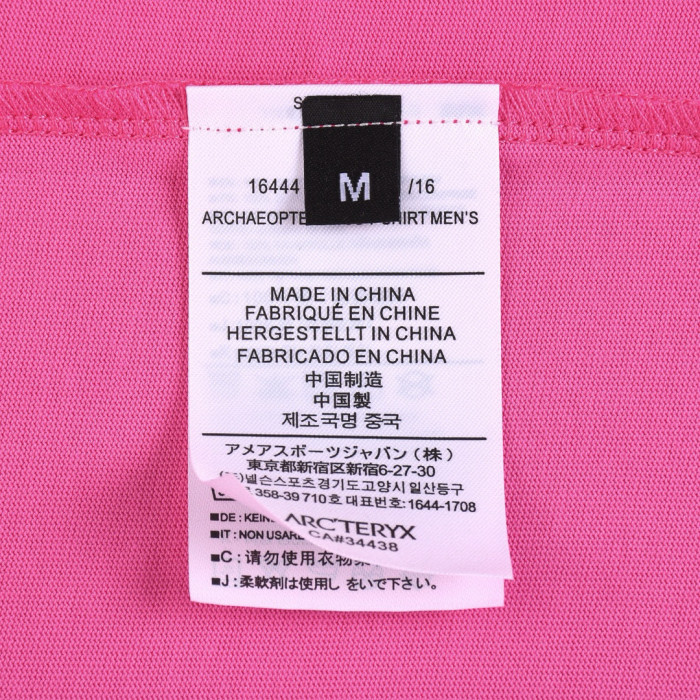 M
16444 /16
ARCHAEOPTE SHIRT MEN'S
MADE IN CHINA
FABRIQUÉ EN CHINE
HERGESTELLT IN CHINA
FABRICADO EN CHINA
中国制造
中国製
제조국명 중국
アメアスポーツジャパン（株）
東京都新宿区新宿6-27-30
(주)넬슨스포츠경기도고양시일산동구
358-39 710호 대표번호: 1644-1708
ARC'TERYX
CA#34438
■DE: KEINE
■IT: NON USARE
■C: 请勿使用衣物柔
■J: 柔軟剤は使用し をいで下さい。